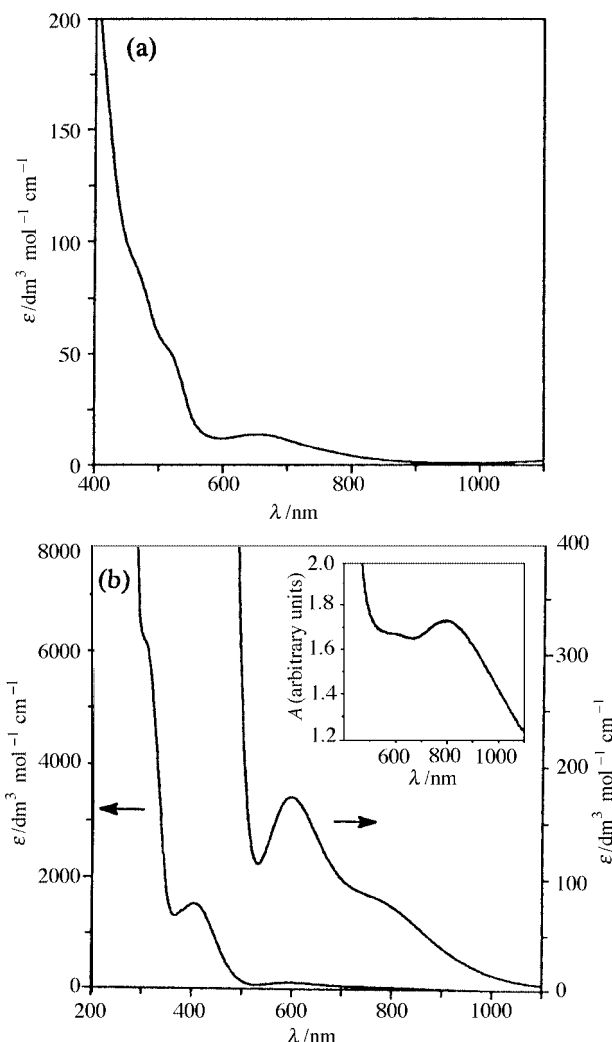 (a)
200
150
100
50
0
ε/dm³ mol⁻¹ cm⁻¹
400 600 800 1000
λ/nm
(b)
8000
6000
4000
2000
0
ε/dm³ mol⁻¹ cm⁻¹
400
300
200
100
0
ε/dm³ mol⁻¹ cm⁻¹
2.0
1.8
1.6
1.4
1.2
A (arbitrary units)
600 800 1000
λ/nm
200 400 600 800 1000
λ/nm